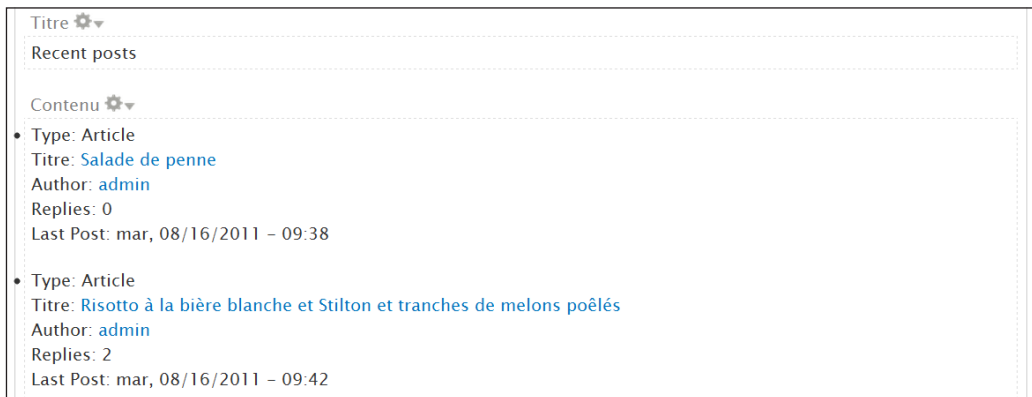 Titre
Recent posts
Contenu
Type: Article
Titre: Salade de penne
Author: admin
Replies: 0
Last Post: mar, 08/16/2011 - 09:38
Type: Article
Titre: Risotto à la bière blanche et Stilton et tranches de melons poêlés
Author: admin
Replies: 2
Last Post: mar, 08/16/2011 - 09:42